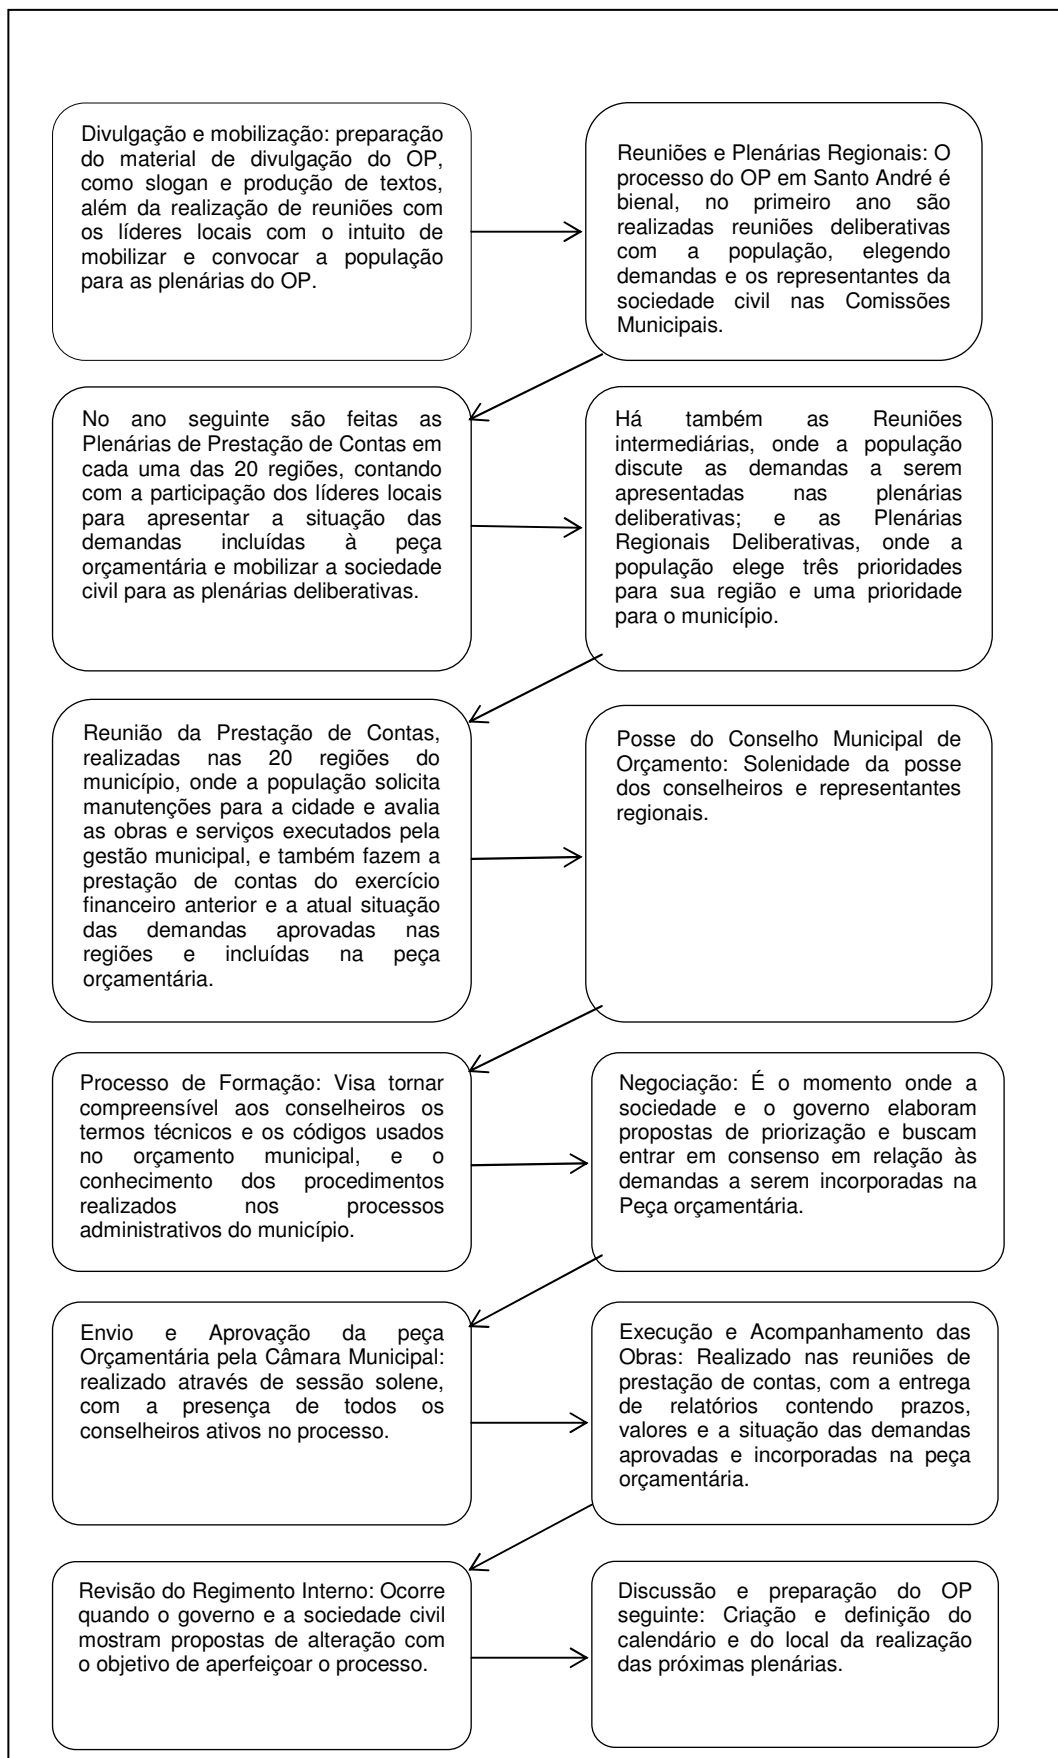 Divulgação e mobilização: preparação
do material de divulgação do OP,
como slogan e produção de textos,
além da realização de reuniões com
os líderes locais com o intuito de
mobilizar e convocar a população
para as plenárias do OP.
Reuniões e Plenárias Regionais: O
processo do OP em Santo André é
bienal, no primeiro ano são
realizadas reuniões deliberativas
com a população, elegendo
demandas e os representantes da
sociedade civil nas Comissões
Municipais.
No ano seguinte são feitas as
Plenárias de Prestação de Contas em
cada uma das 20 regiões, contando
com a participação dos líderes locais
para apresentar a situação das
demandas incluídas à peça
orçamentária e mobilizar a sociedade
civil para as plenárias deliberativas.
Há também as Reuniões
intermediárias, onde a população
discute as demandas a serem
apresentadas nas plenárias
deliberativas; e as Plenárias
Regionais Deliberativas, onde a
população elege três prioridades
para sua região e uma prioridade
para o município.
Reunião da Prestação de Contas,
realizadas nas 20 regiões do
município, onde a população solicita
manutenções para a cidade e avalia
as obras e serviços executados pela
gestão municipal, e também fazem a
prestação de contas do exercício
financeiro anterior e a atual situação
das demandas aprovadas nas
regiões e incluídas na peça
orçamentária.
Posse do Conselho Municipal de
Orçamento: Solenidade da posse
dos conselheiros e representantes
regionais.
Processo de Formação: Visa tornar
compreensível aos conselheiros os
termos técnicos e os códigos usados
no orçamento municipal, e o
conhecimento dos procedimentos
realizados nos processos
administrativos do município.
Negociação: É o momento onde a
sociedade e o governo elaboram
propostas de priorização e buscam
entrar em consenso em relação às
demandas a serem incorporadas na
Peça orçamentária.
Envio e Aprovação da peça
Orçamentária pela Câmara Municipal:
realizado através de sessão solene,
com a presença de todos os
conselheiros ativos no processo.
Execução e Acompanhamento das
Obras: Realizado nas reuniões de
prestação de contas, com a entrega
de relatórios contendo prazos,
valores e a situação das demandas
aprovadas e incorporadas na peça
orçamentária.
Revisão do Regimento Interno: Ocorre
quando o governo e a sociedade civil
mostram propostas de alteração com
o objetivo de aperfeiçoar o processo.
Discussão e preparação do OP
seguinte: Criação e definição do
calendário e do local da realização
das próximas plenárias.